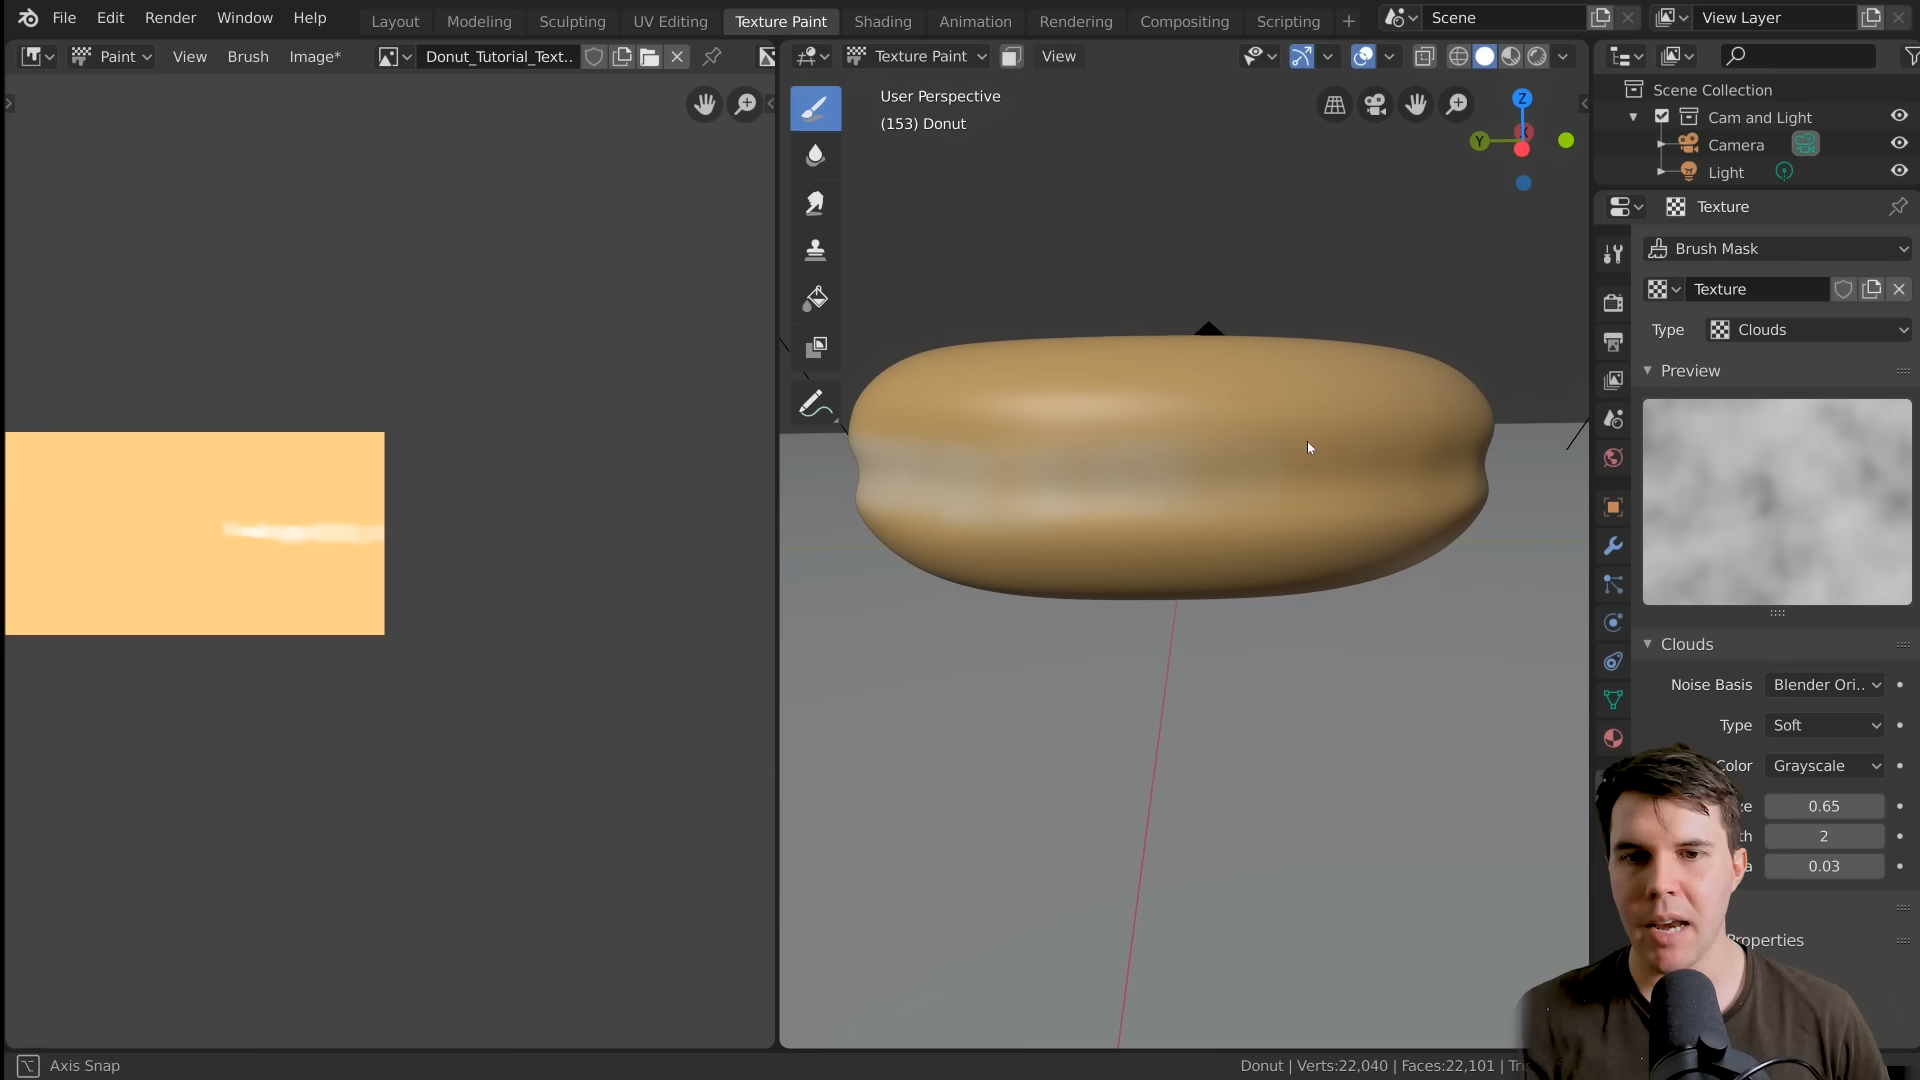 File Edit Render Window Help Layout Modeling Sculpting UV Editing Texture Paint Shading Animation Rendering Compositing Scripting + Scene View Layer
Paint View Brush Image* Donut_Tutorial_Text.. Texture Paint View
User Perspective
(153) Donut
Z
X
Y
Scene Collection
Cam and Light
Camera
Light
Texture
Brush Mask
Texture
Type Clouds
Preview
Clouds
Noise Basis Blender Ori..
Type Soft
Color Grayscale
0.65
2
0.03
Properties
Axis Snap
Donut | Verts:22,040 | Faces:22,101 |